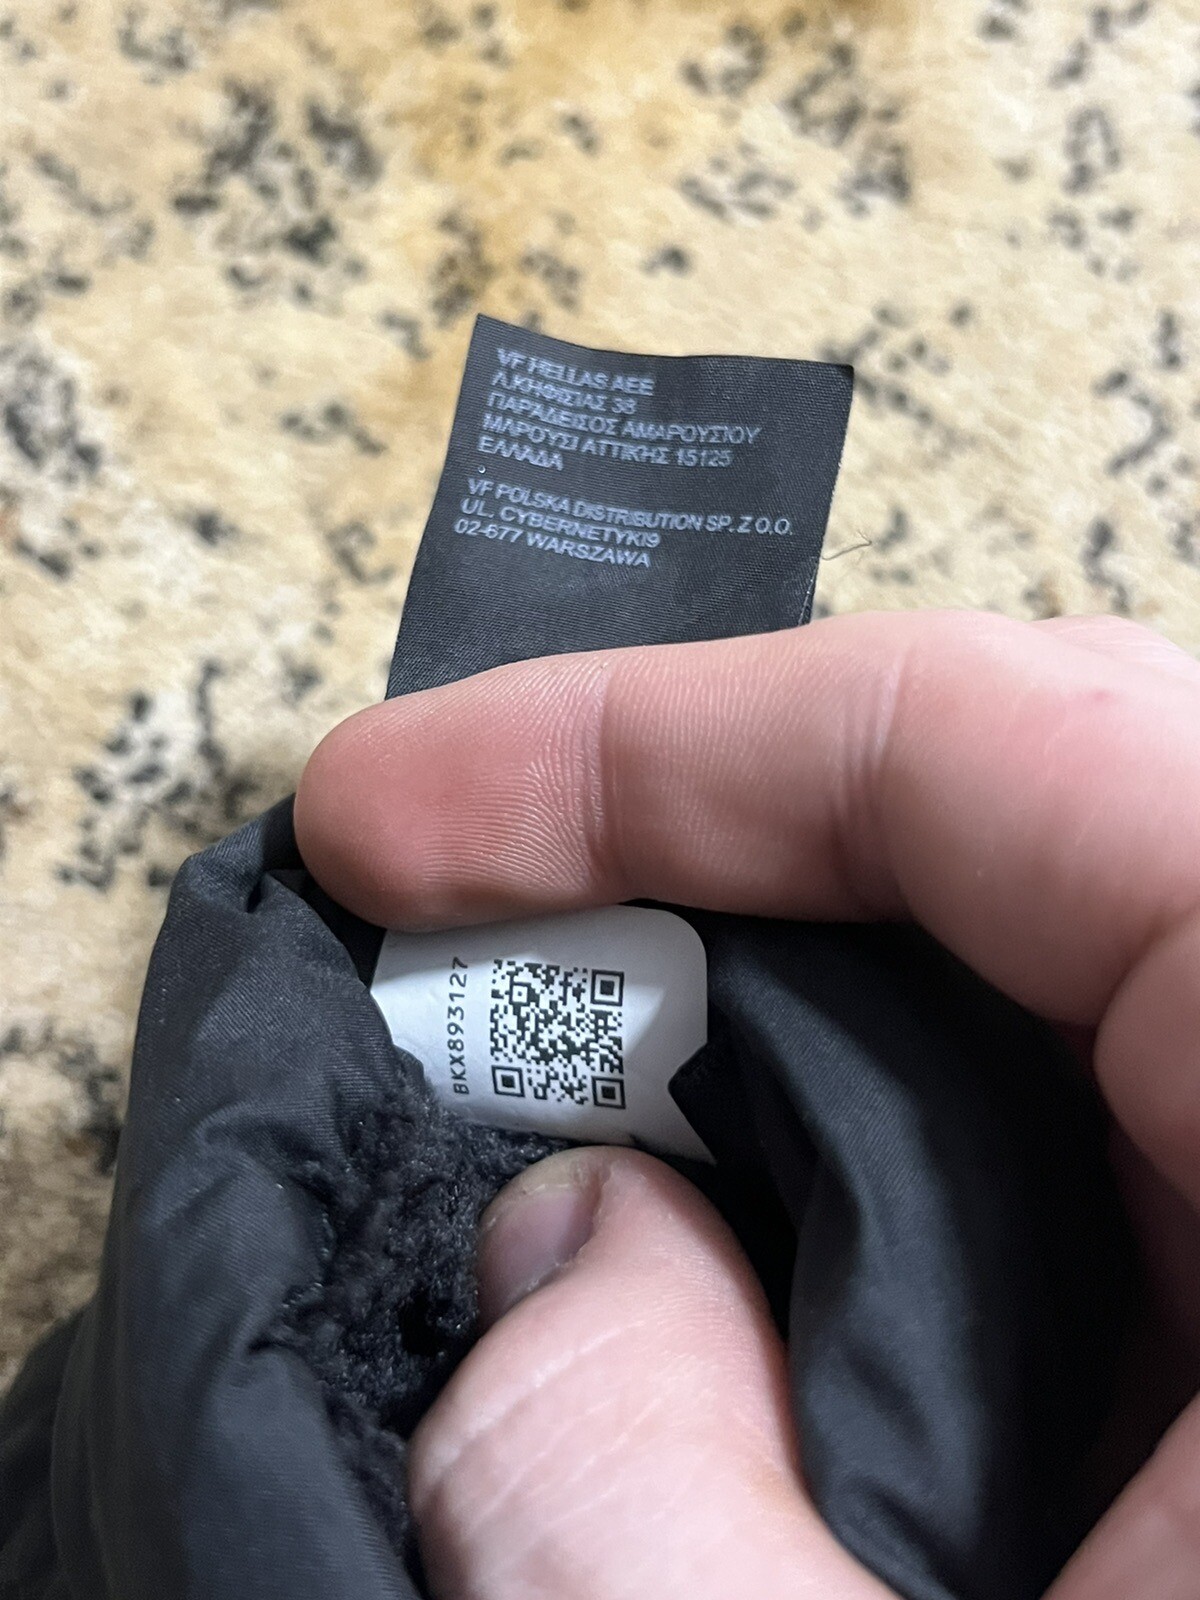 VF HELLAS AEE
Λ.ΚΗΦΙΣΙΑΣ 36
ΠΑΡΑΔΕΙΣΟΣ ΑΜΑΡΟΥΣΙΟΥ
ΜΑΡΟΥΣΙ ΑΤΤΙΚΗΣ 15125
ΕΛΛΑΔΑ
VF POLSKA DISTRIBUTION SP. Z O.O.
UL. CYBERNETYKI9
02-677 WARSZAWA
BKX893127